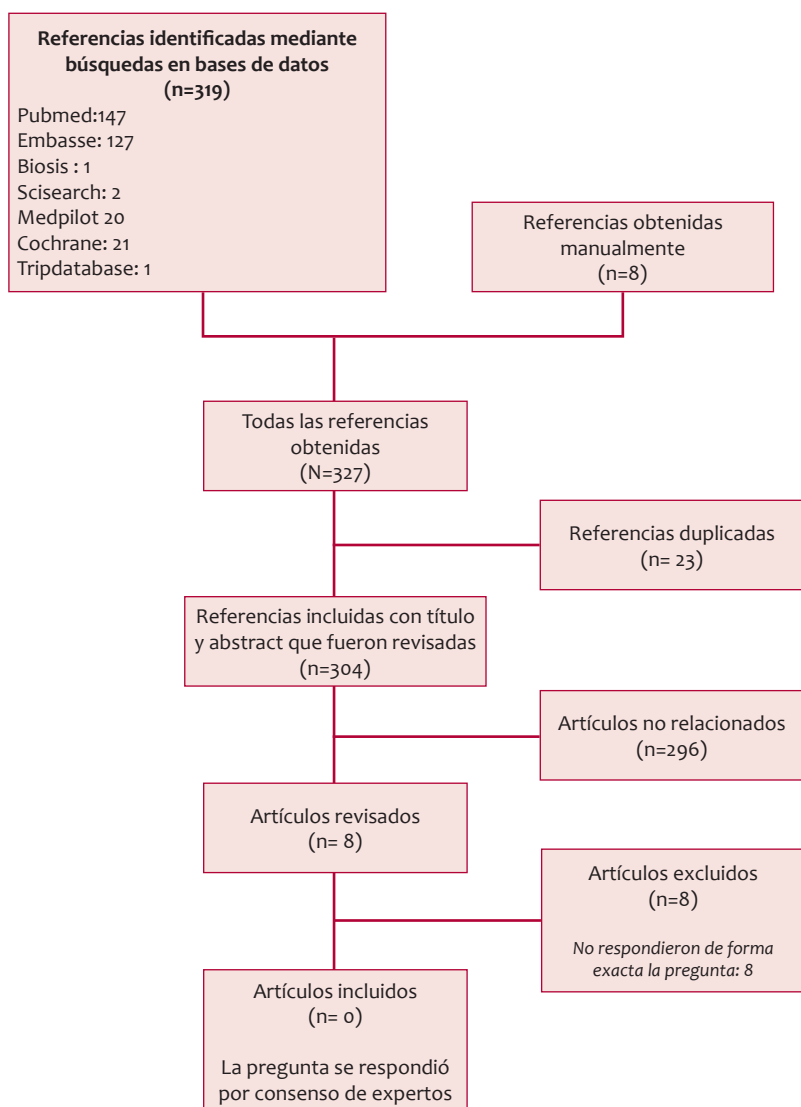 Referencias identificadas mediante
búsquedas en bases de datos
(n=319)
Pubmed:147
Embasse: 127
Biosis : 1
Scisearch: 2
Medpilot 20
Cochrane: 21
Tripdatabase: 1
Referencias obtenidas
manualmente
(n=8)
Todas las referencias
obtenidas
(N=327)
Referencias duplicadas
(n= 23)
Referencias incluidas con título
y abstract que fueron revisadas
(n=304)
Artículos no relacionados
(n=296)
Artículos revisados
(n= 8)
Artículos excluidos
(n=8)
No respondieron de forma
exacta la pregunta: 8
Artículos incluidos
(n= 0)
La pregunta se respondió
por consenso de expertos